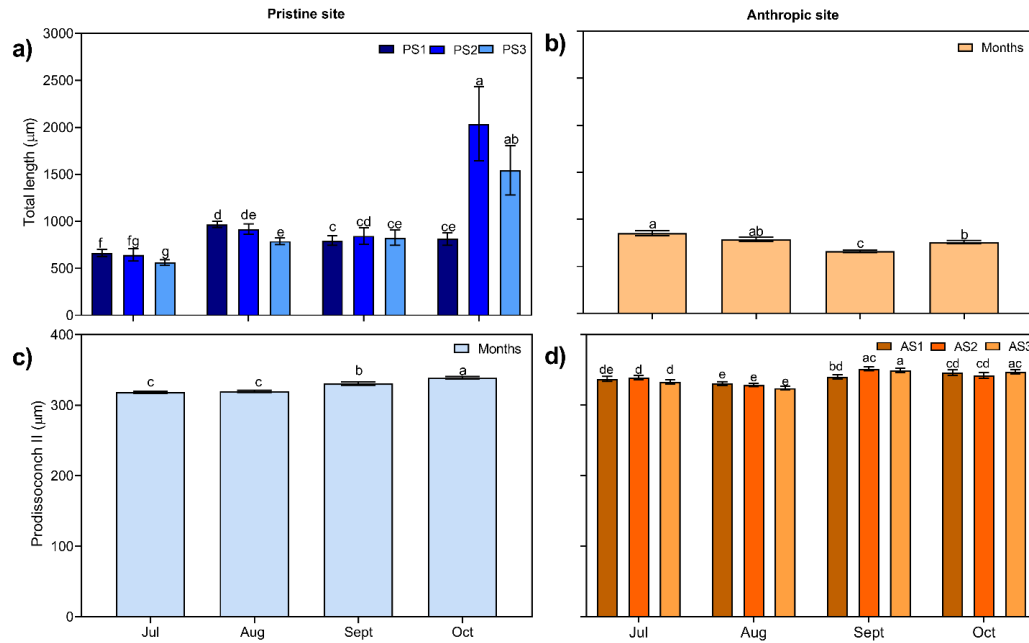 Pristine site
Anthropic site
a)
PS1 PS2 PS3
3000
2500
2000
1500
1000
500
0
Total length (µm)
f fg g d de e c cd ce ce a ab
b)
Months
a ab c b
c)
Months
400
300
200
100
0
Prodissoconch II (µm)
c c b a
Jul Aug Sept Oct
d)
AS1 AS2 AS3
de d d e e e bd ac a cd cd ac
Jul Aug Sept Oct